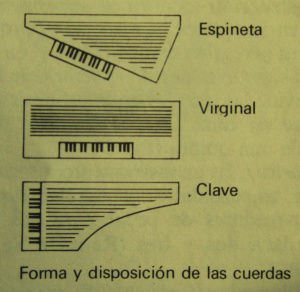 Espineta
Virginal
Clave
Forma y disposición de las cuerdas